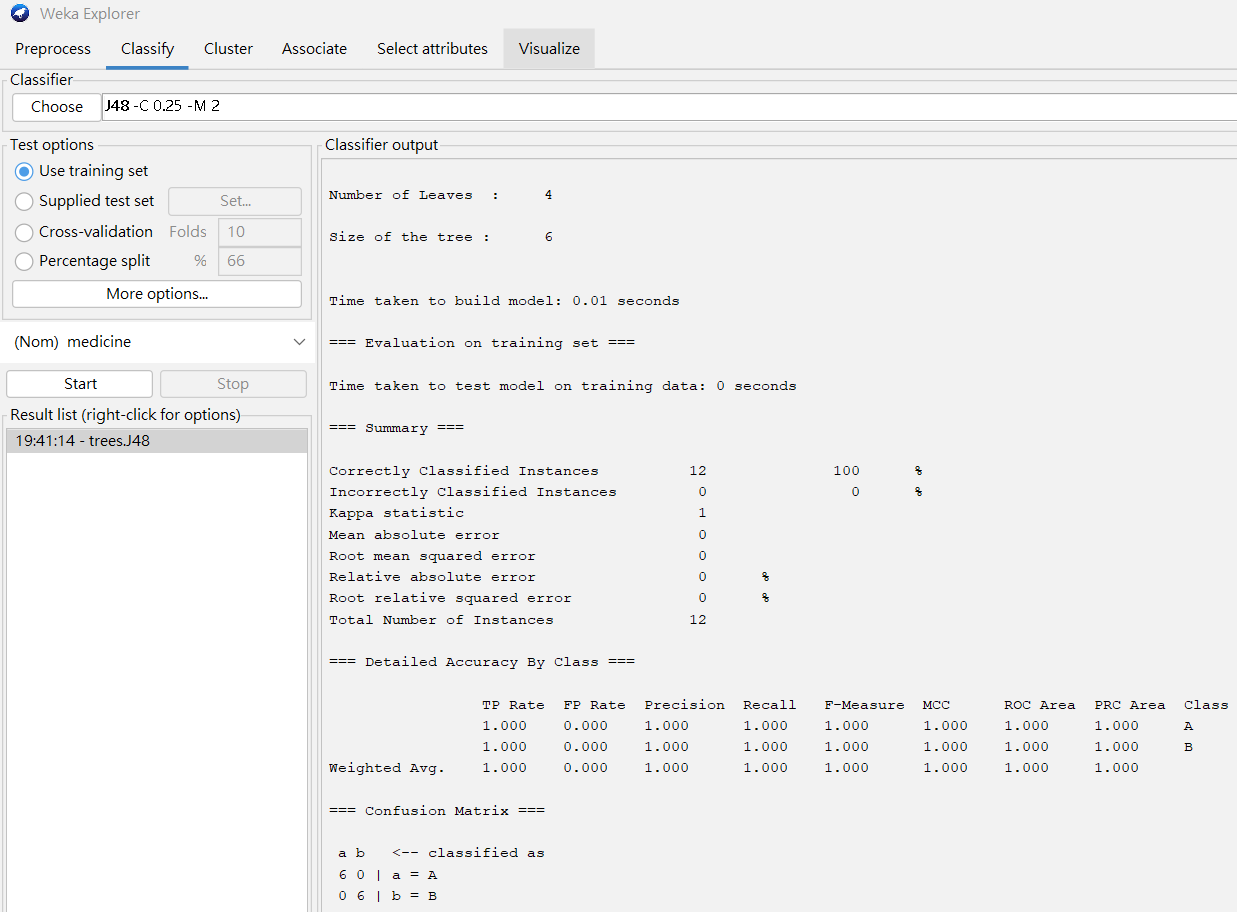 Weka Explorer
Preprocess Classify Cluster Associate Select attributes Visualize
Classifier
Choose J48 -C 0.25 -M 2
Test options
Use training set
Supplied test set Set...
Cross-validation Folds 10
Percentage split % 66
More options...
(Nom) medicine
Start Stop
Result list (right-click for options)
19:41:14 - trees.J48
Classifier output
Number of Leaves : 4
Size of the tree : 6
Time taken to build model: 0.01 seconds
=== Evaluation on training set ===
Time taken to test model on training data: 0 seconds
=== Summary ===
Correctly Classified Instances 12 100 %
Incorrectly Classified Instances 0 0 %
Kappa statistic 1
Mean absolute error 0
Root mean squared error 0
Relative absolute error 0 %
Root relative squared error 0 %
Total Number of Instances 12
=== Detailed Accuracy By Class ===
TP Rate FP Rate Precision Recall F-Measure MCC ROC Area PRC Area Class
1.000 0.000 1.000 1.000 1.000 1.000 1.000 1.000 A
1.000 0.000 1.000 1.000 1.000 1.000 1.000 1.000 B
Weighted Avg. 1.000 0.000 1.000 1.000 1.000 1.000 1.000 1.000
=== Confusion Matrix ===
a b <-- classified as
6 0 | a = A
0 6 | b = B